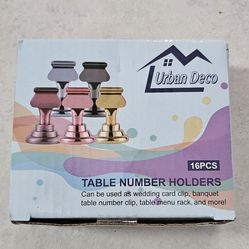 Urban Deco
16PCS
TABLE NUMBER HOLDERS
Can be used as wedding card clip, banquet
table number clip, table menu rack, and more!